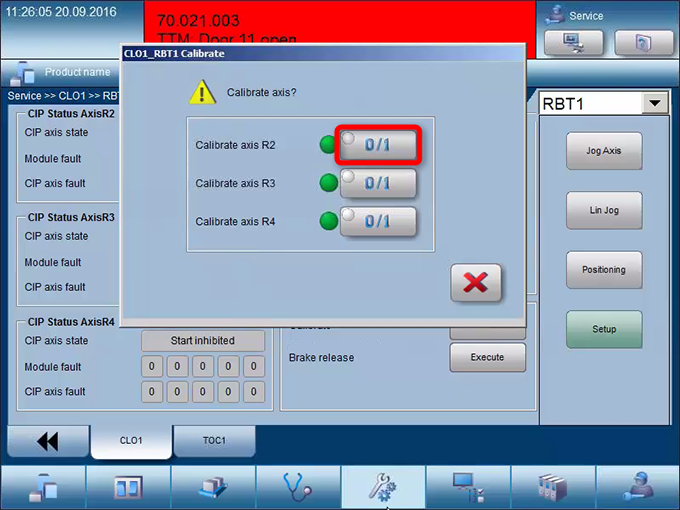 11:26:05 20.09.2016
70.021.003
TTM: Door 11 open
Service
Product name
CLO1_RBT1 Calibrate
Calibrate axis?
Calibrate axis R2 0/1
Calibrate axis R3 0/1
Calibrate axis R4 0/1
Service >> CLO1 >> RBT
RBT1
CIP Status AxisR2
CIP axis state
Module fault
CIP axis fault
CIP Status AxisR3
CIP axis state
Module fault
CIP axis fault
CIP Status AxisR4
CIP axis state Start inhibited
Module fault 0 0 0 0 0
CIP axis fault 0 0 0 0 0
Brake release Execute
Jog Axis
Lin Jog
Positioning
Setup
CLO1 TOC1